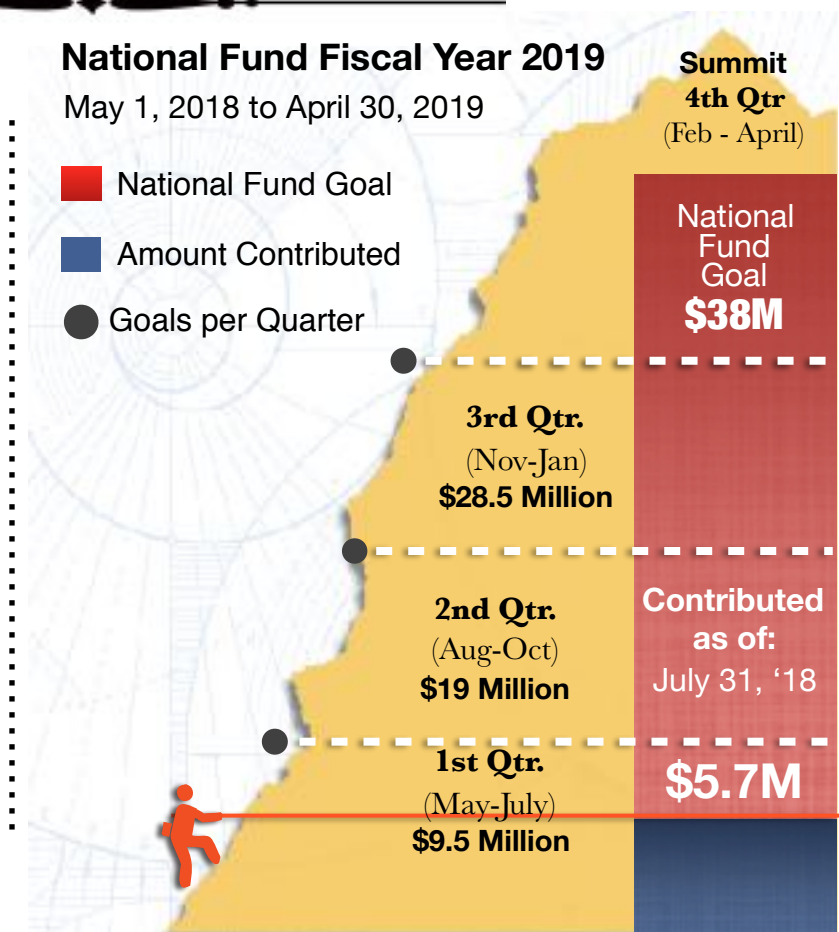 National Fund Fiscal Year 2019
May 1, 2018 to April 30, 2019
National Fund Goal
Amount Contributed
Goals per Quarter
Summit
4th Qtr
(Feb - April)
National
Fund
Goal
$38M
3rd Qtr.
(Nov-Jan)
$28.5 Million
2nd Qtr.
(Aug-Oct)
$19 Million
Contributed
as of:
July 31, ‘18
$5.7M
1st Qtr.
(May-July)
$9.5 Million